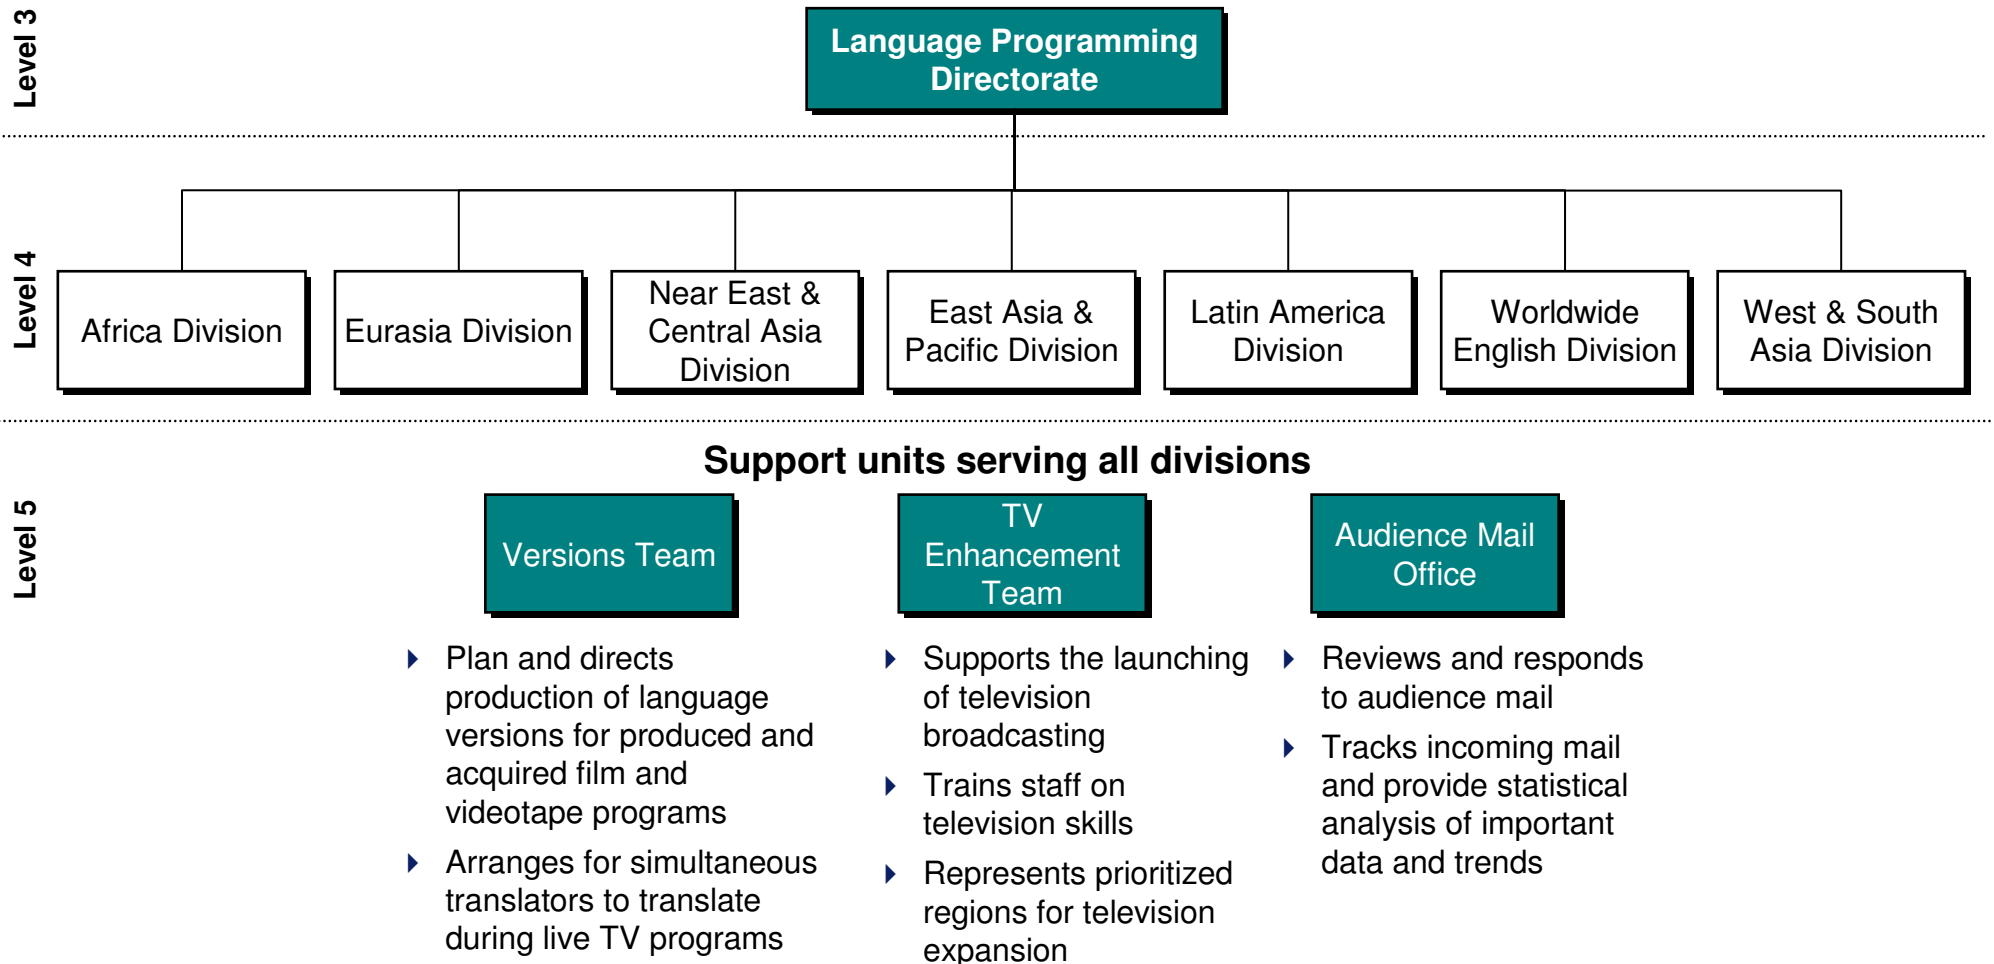 Level 3
Language Programming
Directorate
Level 4
Africa Division
Eurasia Division
Near East &
Central Asia
Division
East Asia &
Pacific Division
Latin America
Division
Worldwide
English Division
West & South
Asia Division
Support units serving all divisions
Level 5
Versions Team
TV
Enhancement
Team
Audience Mail
Office
Plan and directs
production of language
versions for produced and
acquired film and
videotape programs
Arranges for simultaneous
translators to translate
during live TV programs
Supports the launching
of television
broadcasting
Trains staff on
television skills
Represents prioritized
regions for television
expansion
Reviews and responds
to audience mail
Tracks incoming mail
and provide statistical
analysis of important
data and trends